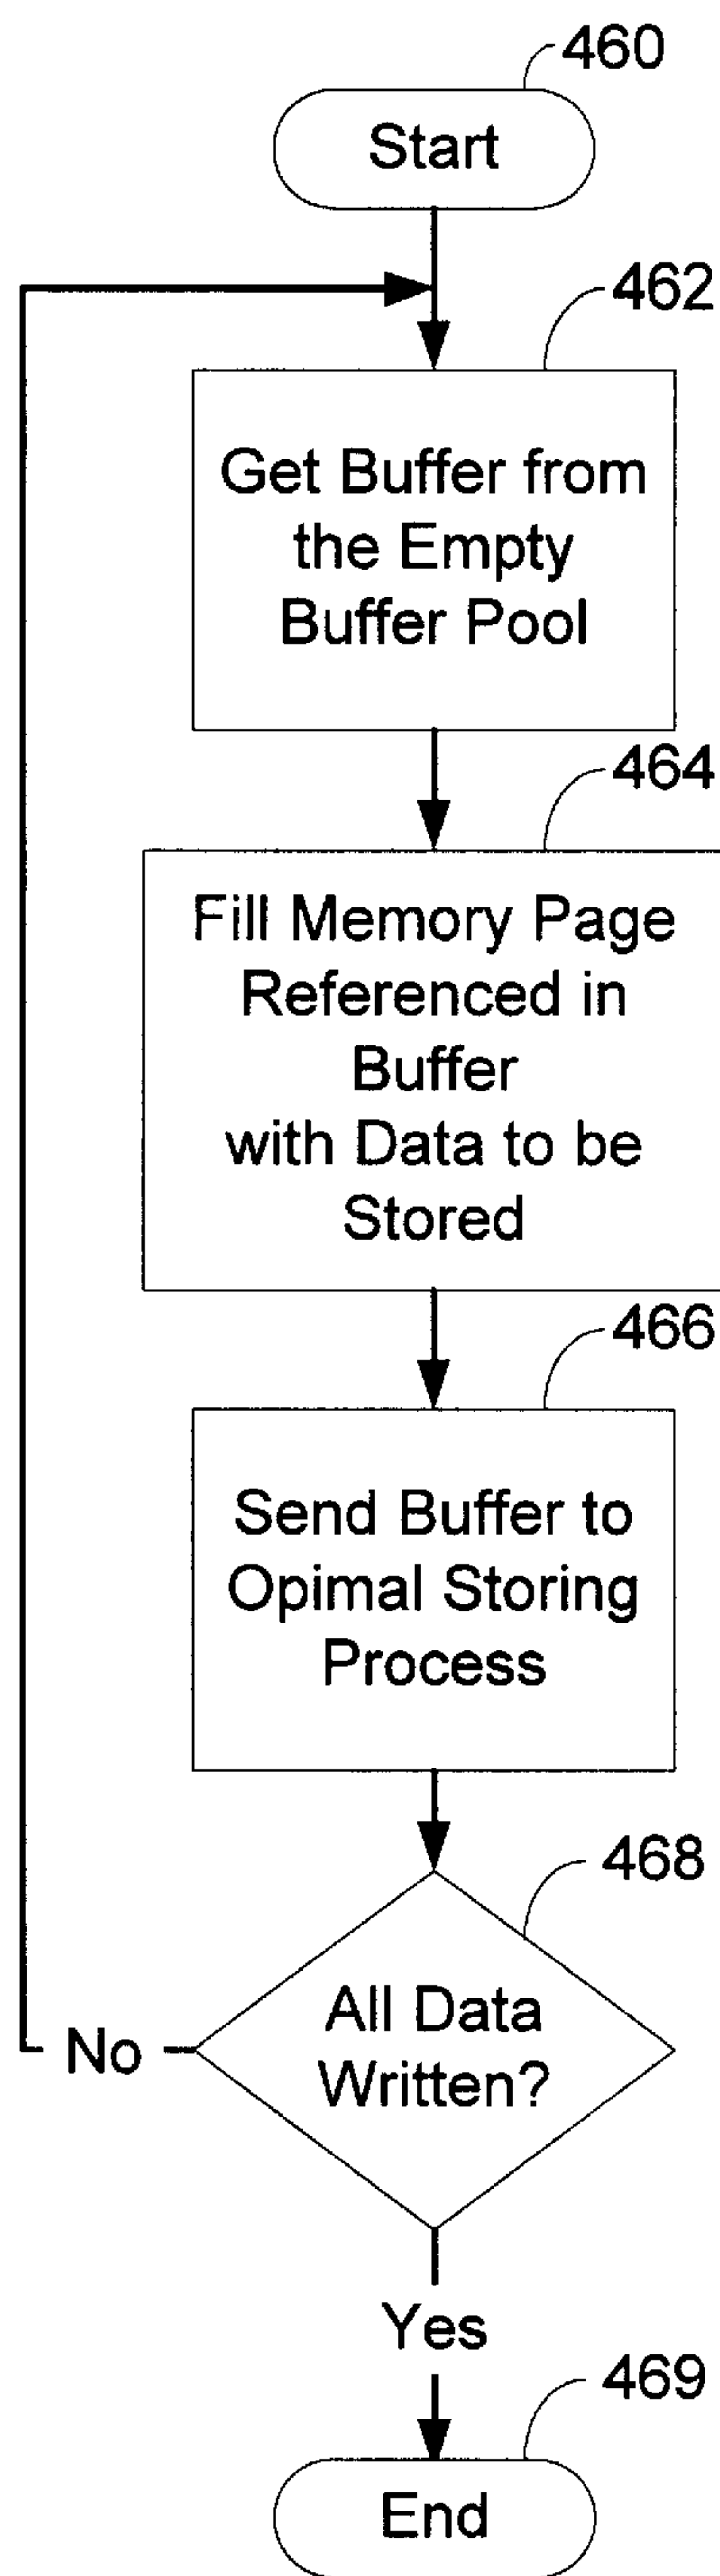 460
Start
462
Get Buffer from
the Empty
Buffer Pool
464
Fill Memory Page
Referenced in
Buffer
with Data to be
Stored
466
Send Buffer to
Opimal Storing
Process
468
All Data
Written?
No
Yes
469
End